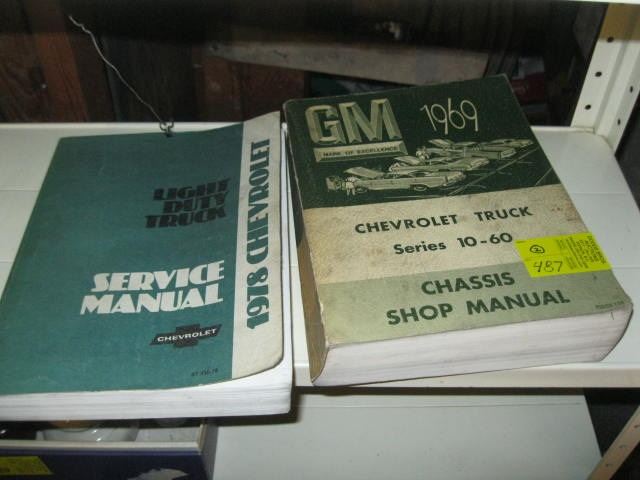 LIGHT
DUTY
TRUCK
SERVICE
MANUAL
CHEVROLET
1978 CHEVROLET
GM
MARK OF EXCELLENCE
1969
CHEVROLET TRUCK
Series 10-60
CHASSIS
SHOP MANUAL
2
487